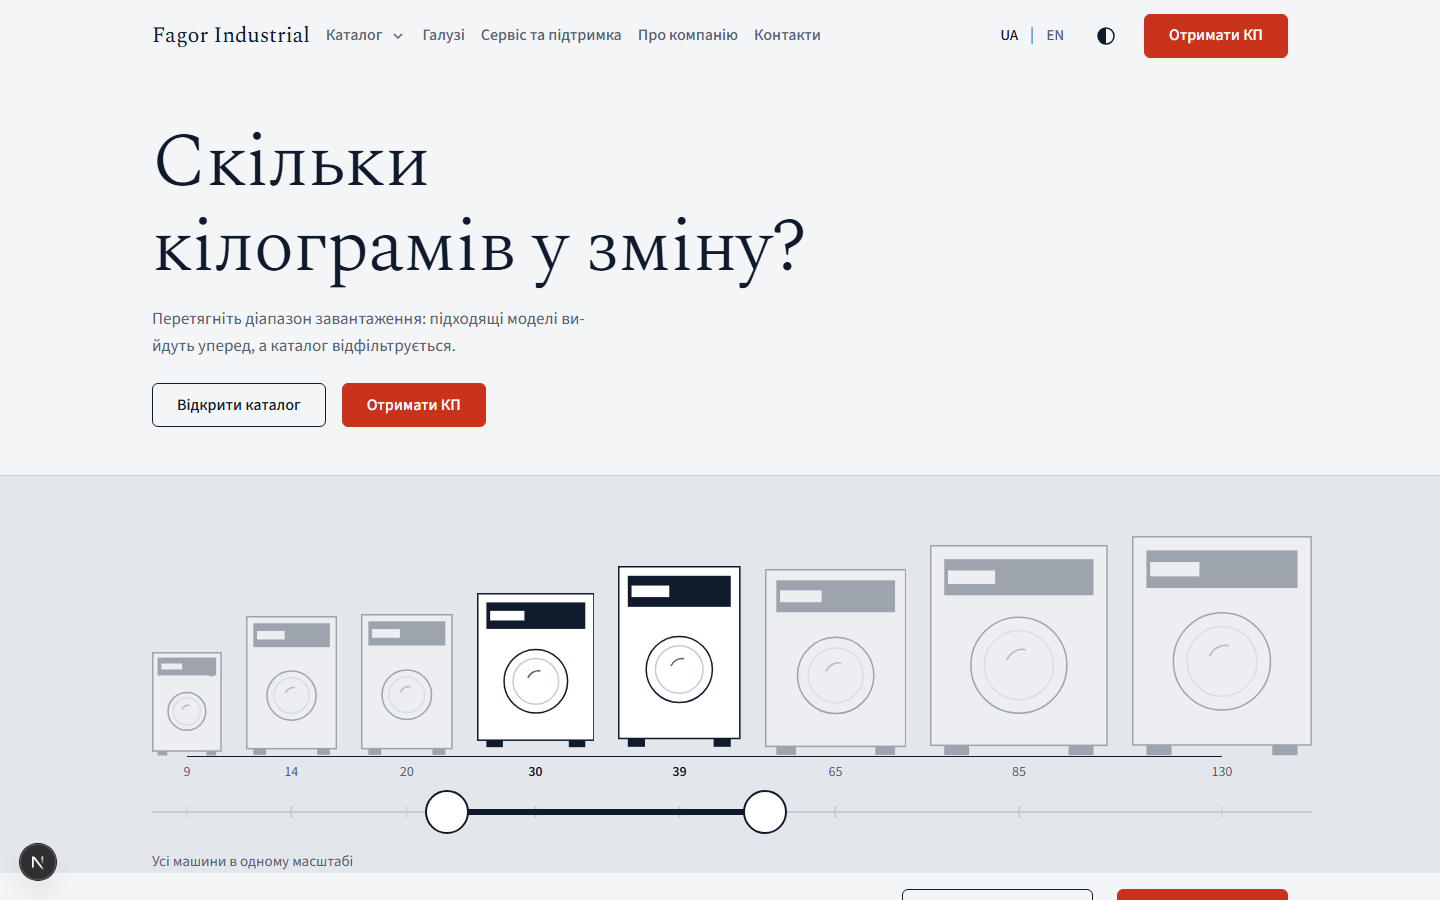 Fagor Industrial
Каталог
Галузі
Сервіс та підтримка
Про компанію
Контакти
UA | EN
Отримати КП
Скільки
кілограмів у зміну?
Перетягніть діапазон завантаження: підходящі моделі ви-
йдуть уперед, а каталог відфільтрується.
Відкрити каталог
Отримати КП
9 14 20 30 39 65 85 130
Усі машини в одному масштабі
N